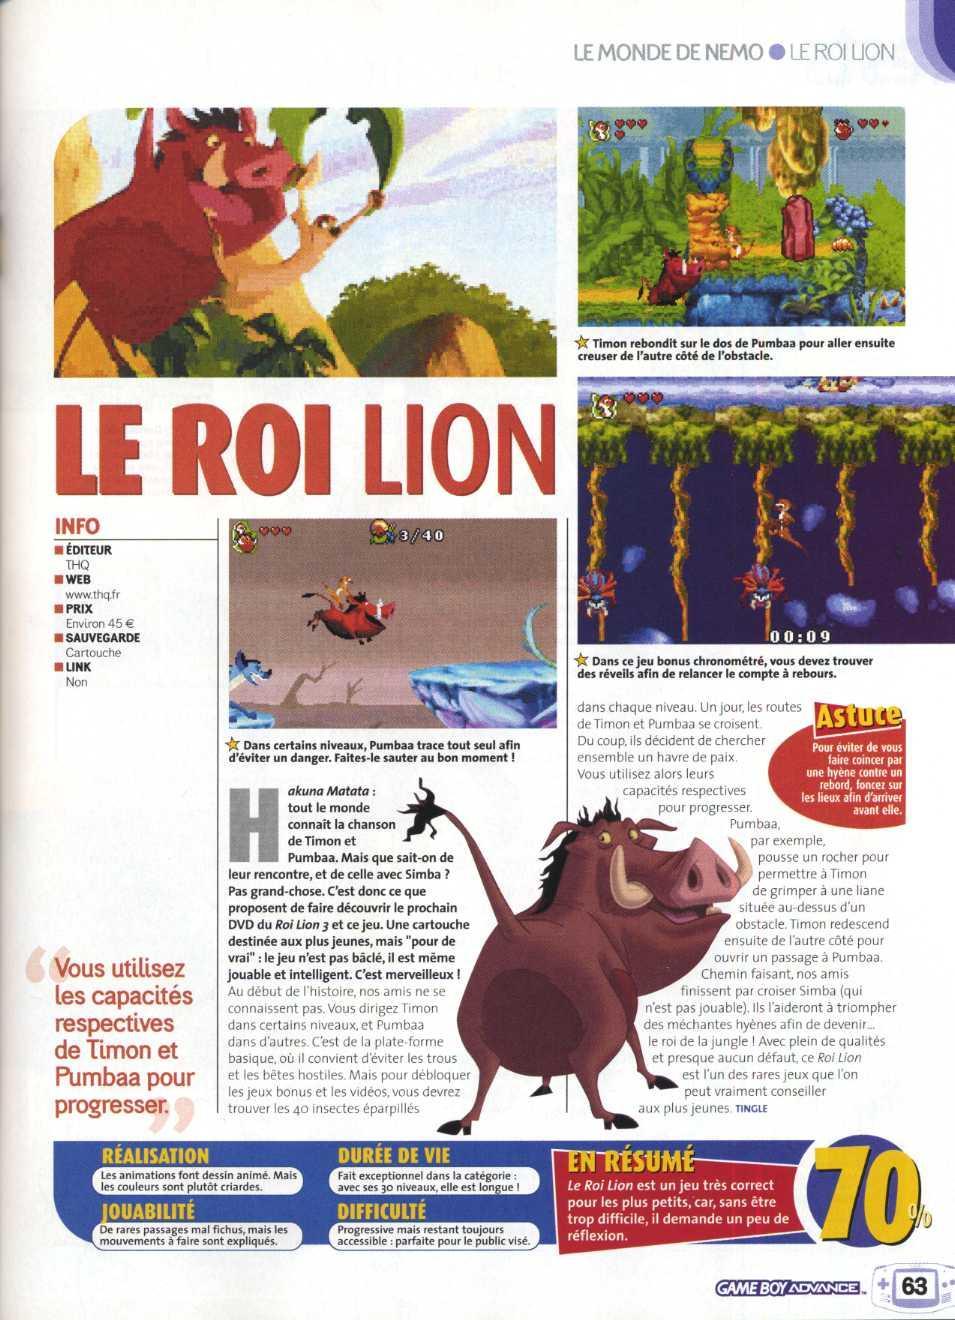 LE MONDE DE NEMO ● LE ROI LION
3/40
00:09
★ Timon rebondit sur le dos de Pumbaa pour aller ensuite
creuser de l'autre côté de l'obstacle.
LE ROI LION
INFO
■ ÉDITEUR
THQ
■ WEB
www.thq.fr
■ PRIX
Environ 45 €
■ SAUVEGARDE
Cartouche
■ LINK
Non
★ Dans certains niveaux, Pumbaa trace tout seul afin
d'éviter un danger. Faites-le sauter au bon moment !
★ Dans ce jeu bonus chronométré, vous devez trouver
des réveils afin de relancer le compte à rebours.
Hakuna Matata :
tout le monde
connaît la chanson
de Timon et
Pumbaa. Mais que sait-on de
leur rencontre, et de celle avec Simba ?
Pas grand-chose. C'est donc ce que
proposent de faire découvrir le prochain
DVD du Roi Lion 3 et ce jeu. Une cartouche
destinée aux plus jeunes, mais "pour de
vrai" : le jeu n'est pas bâclé, il est même
jouable et intelligent. C'est merveilleux !
Au début de l'histoire, nos amis ne se
connaissent pas. Vous dirigez Timon
dans certains niveaux, et Pumbaa
dans d'autres. C'est de la plate-forme
basique, où il convient d'éviter les trous
et les bêtes hostiles. Mais pour débloquer
les jeux bonus et les vidéos, vous devrez
trouver les 40 insectes éparpillés
dans chaque niveau. Un jour, les routes
de Timon et Pumbaa se croisent.
Du coup, ils décident de chercher
ensemble un havre de paix.
Vous utilisez alors leurs
capacités respectives
pour progresser.
Pumbaa,
par exemple,
pousse un rocher pour
permettre à Timon
de grimper à une liane
située au-dessus d'un
obstacle. Timon redescend
ensuite de l'autre côté pour
ouvrir un passage à Pumbaa.
Chemin faisant, nos amis
finissent par croiser Simba (qui
n'est pas jouable). Ils l'aideront à triompher
des méchantes hyènes afin de devenir...
le roi de la jungle ! Avec plein de qualités
et presque aucun défaut, ce Roi Lion
est l'un des rares jeux que l'on
peut vraiment conseiller
aux plus jeunes. TINGLE
Astuce
Pour éviter de vous
faire coincer par
une hyène contre un
rebord, foncez sur
les lieux afin d'arriver
avant elle.
“Vous utilisez
les capacités
respectives
de Timon et
Pumbaa pour
progresser.”
RÉALISATION
Les animations font dessin animé. Mais
les couleurs sont plutôt criardes.
JOUABILITÉ
De rares passages mal fichus, mais les
mouvements à faire sont expliqués.
DURÉE DE VIE
Fait exceptionnel dans la catégorie :
avec ses 30 niveaux, elle est longue !
DIFFICULTÉ
Progressive mais restant toujours
accessible : parfaite pour le public visé.
EN RÉSUMÉ
Le Roi Lion est un jeu très correct
pour les plus petits, car, sans être
trop difficile, il demande un peu de
réflexion.
70%
GAME BOY ADVANCE™
63